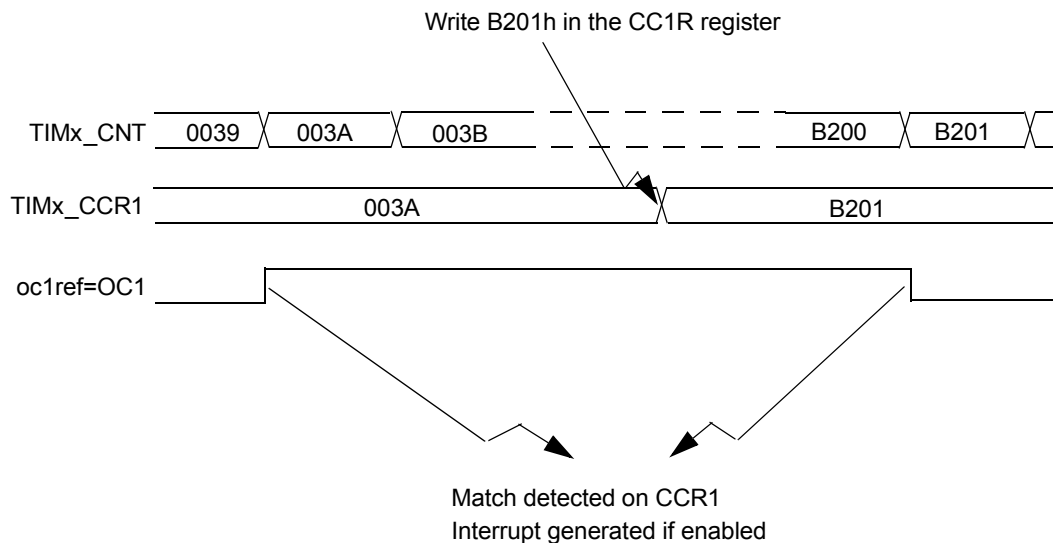 Write B201h in the CC1R register
TIMx_CNT 0039 003A 003B B200 B201
TIMx_CCR1 003A B201
oc1ref=OC1
Match detected on CCR1
Interrupt generated if enabled